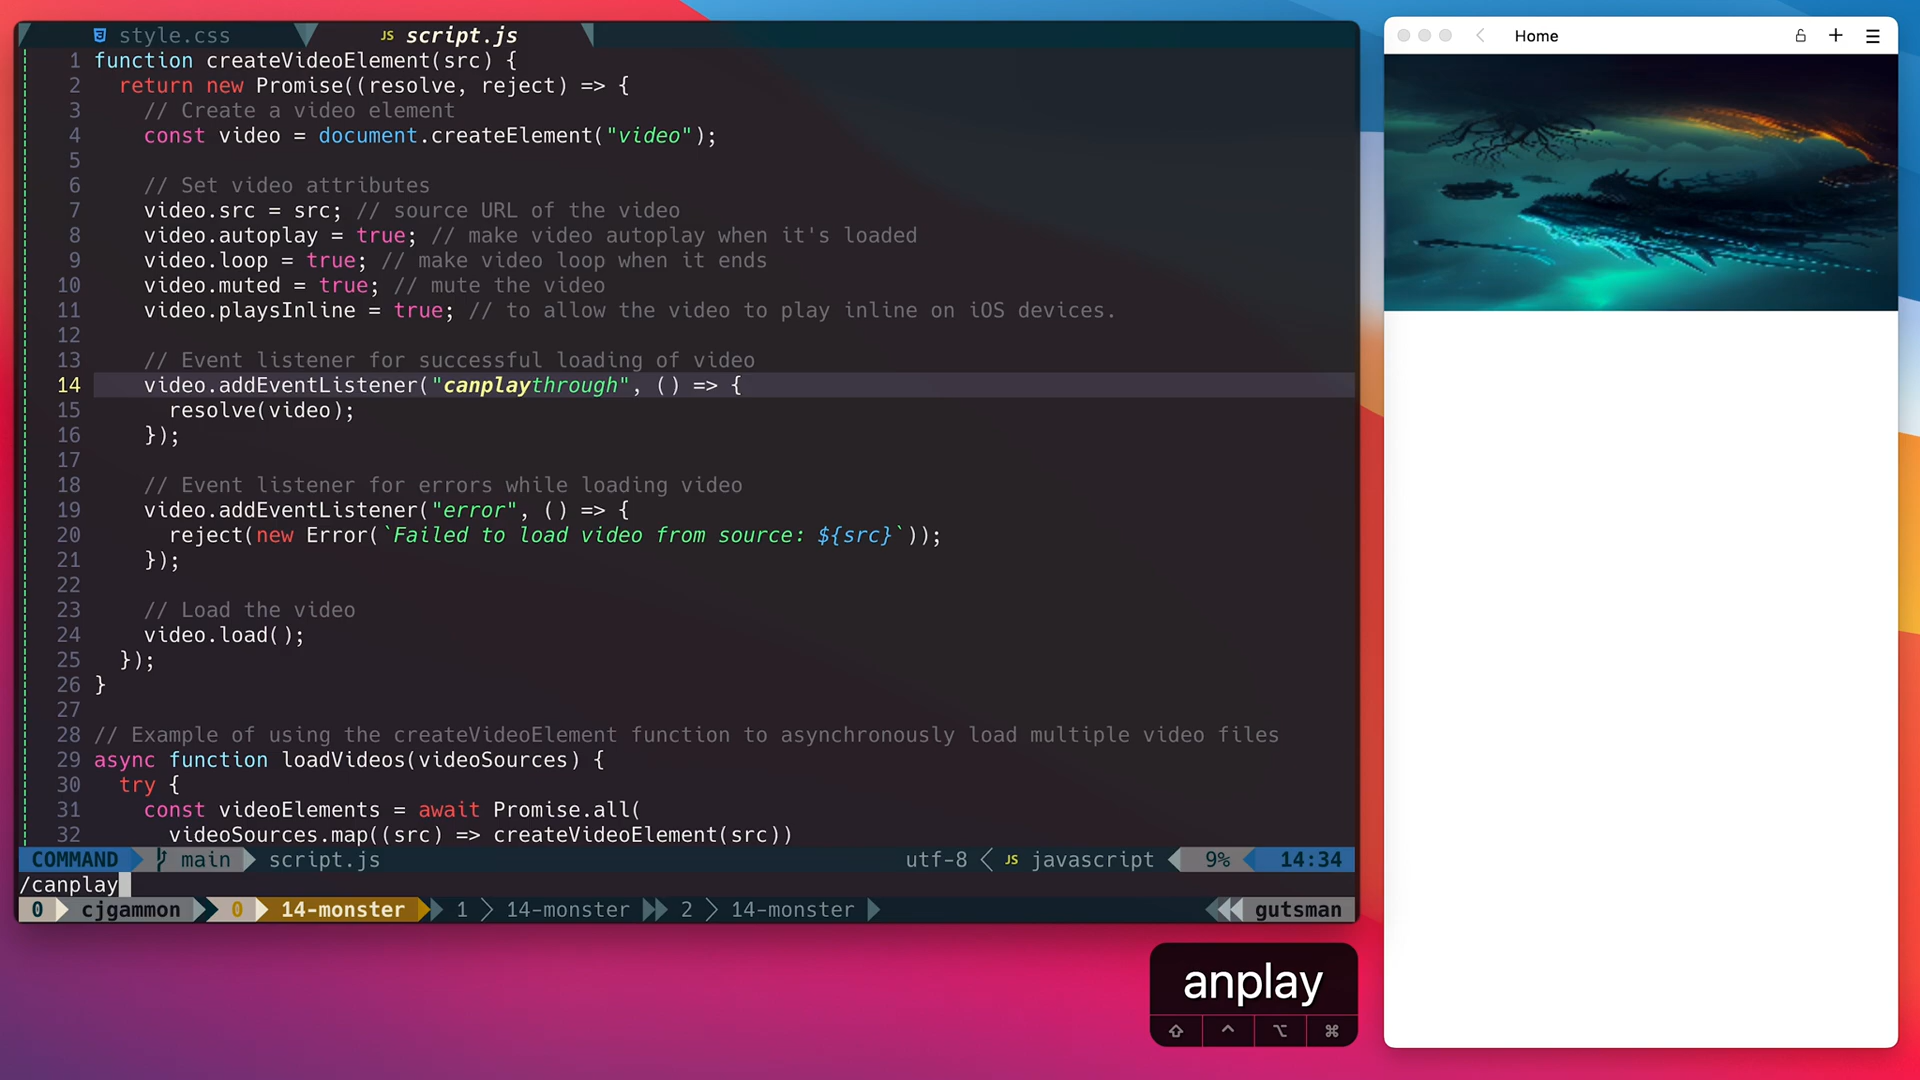 style.css
JS script.js
1 function createVideoElement(src) {
2   return new Promise((resolve, reject) => {
3     // Create a video element
4     const video = document.createElement("video");
5
6     // Set video attributes
7     video.src = src; // source URL of the video
8     video.autoplay = true; // make video autoplay when it's loaded
9     video.loop = true; // make video loop when it ends
10     video.muted = true; // mute the video
11     video.playsInline = true; // to allow the video to play inline on iOS devices.
12
13     // Event listener for successful loading of video
14     video.addEventListener("canplaythrough", () => {
15       resolve(video);
16     });
17
18     // Event listener for errors while loading video
19     video.addEventListener("error", () => {
20       reject(new Error(`Failed to load video from source: ${src}`));
21     });
22
23     // Load the video
24     video.load();
25   });
26 }
27
28 // Example of using the createVideoElement function to asynchronously load multiple video files
29 async function loadVideos(videoSources) {
30   try {
31     const videoElements = await Promise.all(
32       videoSources.map((src) => createVideoElement(src))
COMMAND main script.js utf-8 JS javascript 9% 14:34
/canplay
0 cjgammon 0 14-monster 1 14-monster 2 14-monster gutsman
anplay
Home